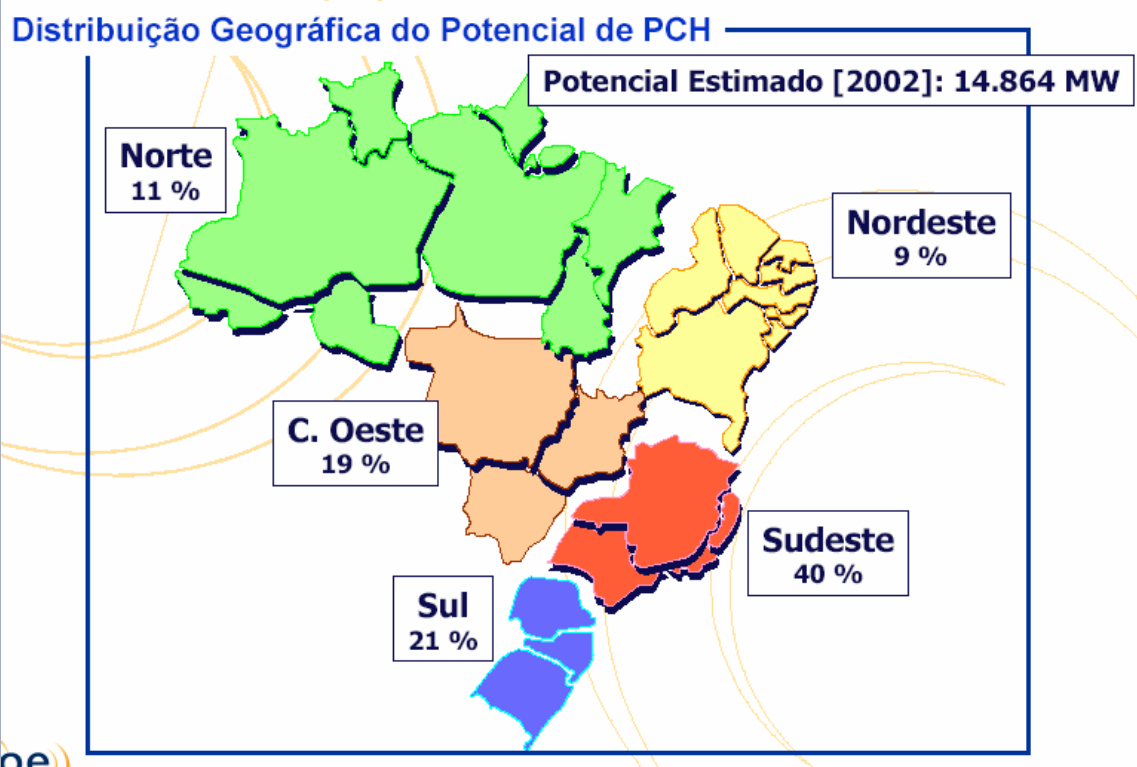 Distribuição Geográfica do Potencial de PCH
Potencial Estimado [2002]: 14.864 MW
Norte
11 %
Nordeste
9 %
C. Oeste
19 %
Sudeste
40 %
Sul
21 %